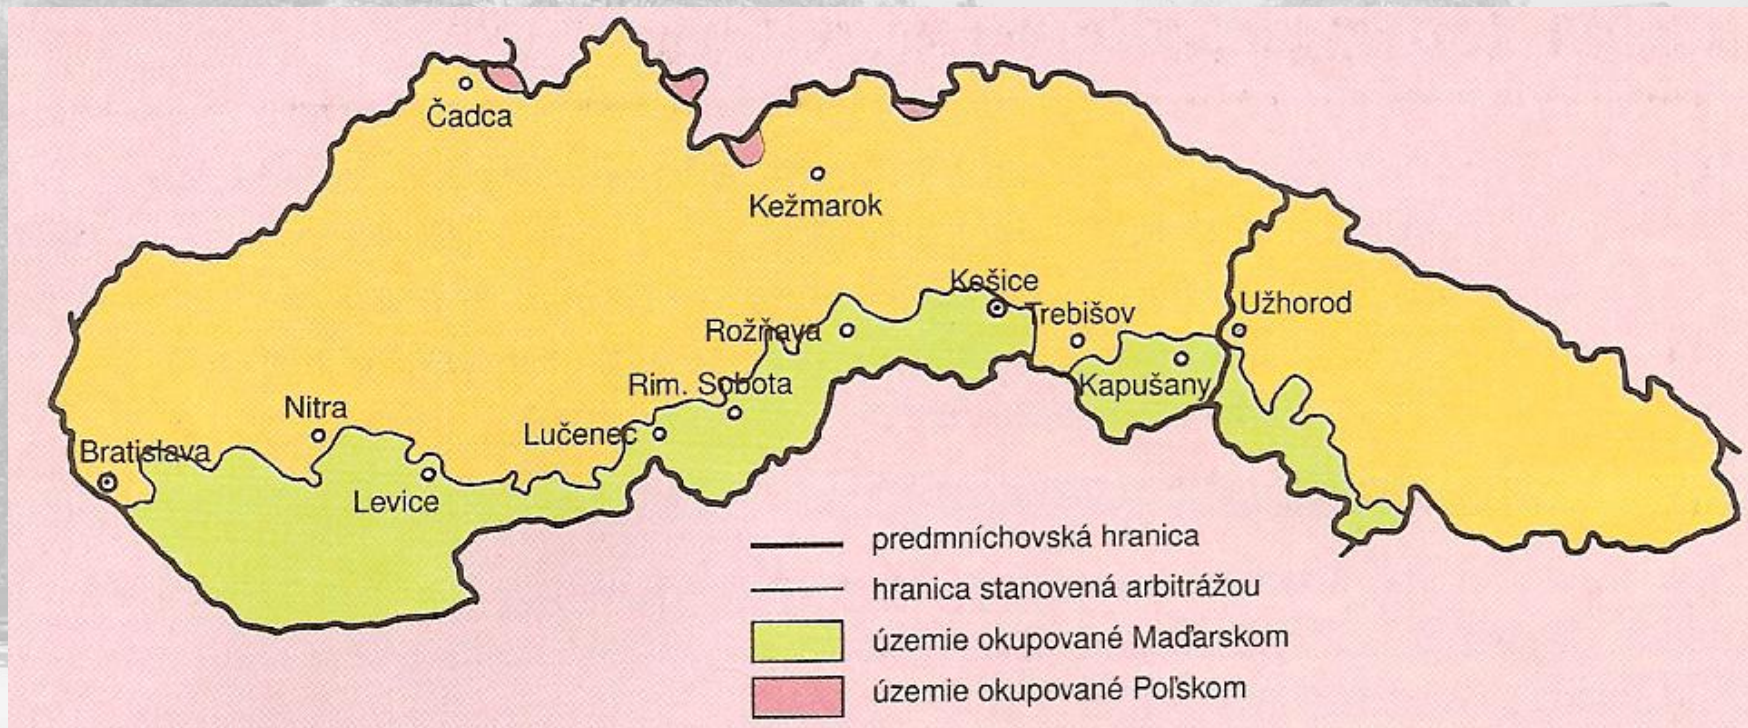 Čadca
Kežmarok
Košice
Užhorod
Trebišov
Rožňava
Rim. Sobota
Kapušany
Nitra
Lučenec
Bratislava
Levice
predmníchovská hranica
hranica stanovená arbitrážou
územie okupované Maďarskom
územie okupované Poľskom